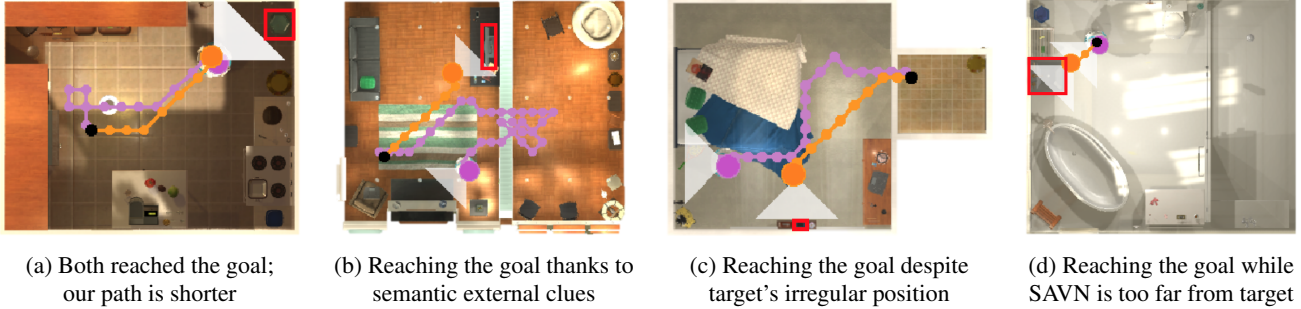 (a) Both reached the goal;
our path is shorter
(b) Reaching the goal thanks to
semantic external clues
(c) Reaching the goal despite
target's irregular position
(d) Reaching the goal while
SAVN is too far from target